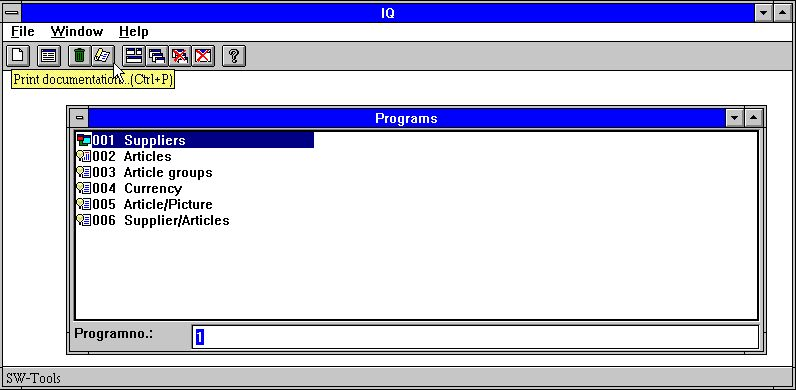 IQ
File Window Help
?
Print documentation..(Ctrl+P)
Programs
001 Suppliers
002 Articles
003 Article groups
004 Currency
005 Article/Picture
006 Supplier/Articles
Programno.: 1
SW-Tools